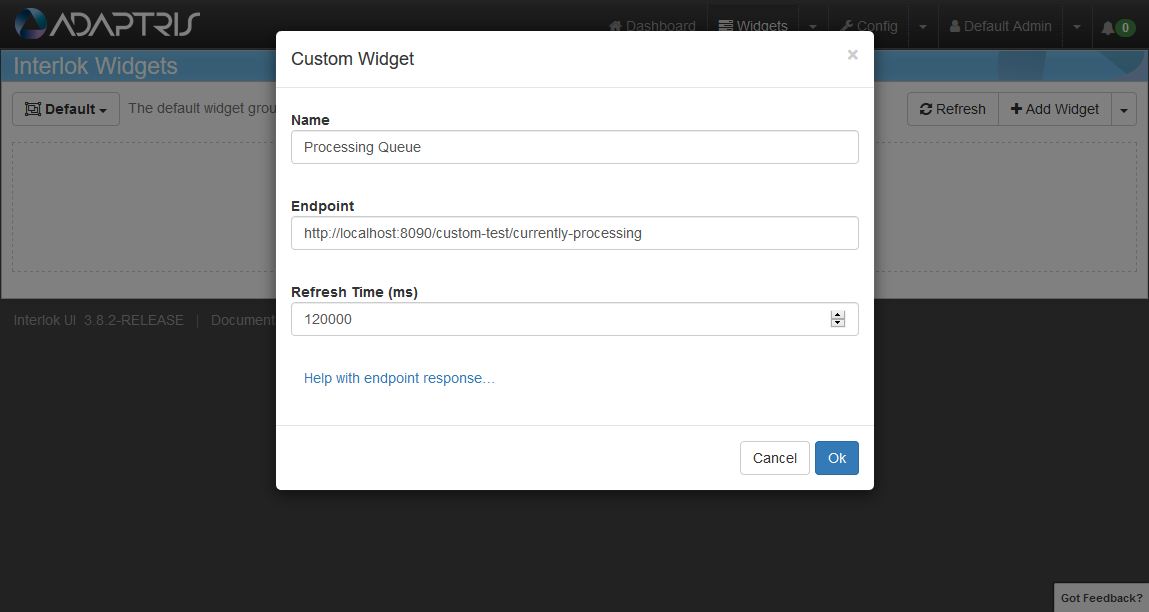 ADAPTRIS
Dashboard
Widgets
Config
Default Admin
0
Interlok Widgets
Custom Widget
×
Default
The default widget grou
Refresh
Add Widget
Name
Processing Queue
Endpoint
http://localhost:8090/custom-test/currently-processing
Refresh Time (ms)
120000
Interlok UI 3.8.2-RELEASE | Document
Help with endpoint response…
Cancel
Ok
Got Feedback?